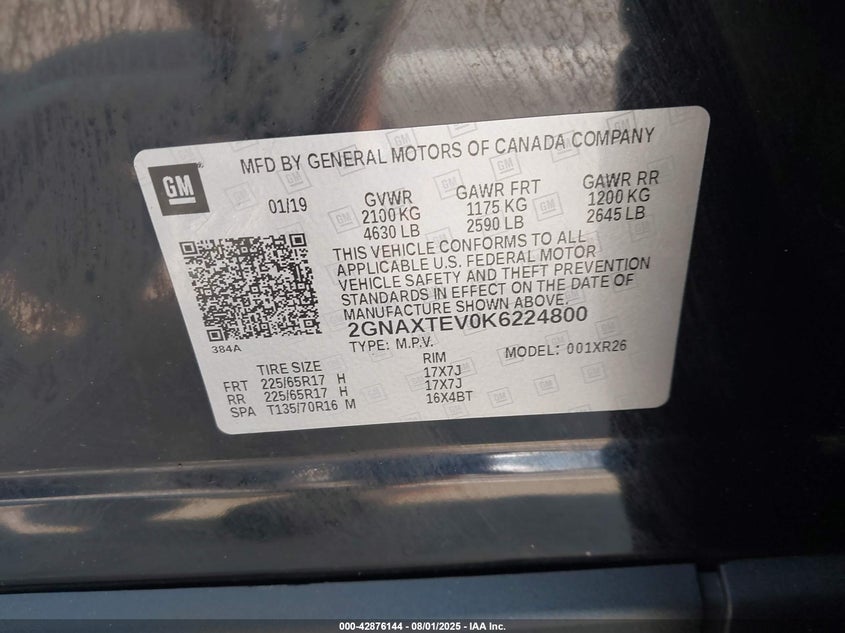 MFD BY GENERAL MOTORS OF CANADA COMPANY
GM
01/19
GVWR
2100 KG
4630 LB
GAWR FRT
1175 KG
2590 LB
GAWR RR
1200 KG
2645 LB
THIS VEHICLE CONFORMS TO ALL
APPLICABLE U.S. FEDERAL MOTOR
VEHICLE SAFETY AND THEFT PREVENTION
STANDARDS IN EFFECT ON THE DATE OF
MANUFACTURE SHOWN ABOVE.
2GNAXTEV0K6224800
384A
TYPE: M.P.V.
MODEL: 001XR26
TIRE SIZE RIM
FRT 225/65R17 H 17X7J
RR 225/65R17 H 17X7J
SPA T135/70R16 M 16X4BT
000-42876144 | 08/01/2025 - IAA Inc.